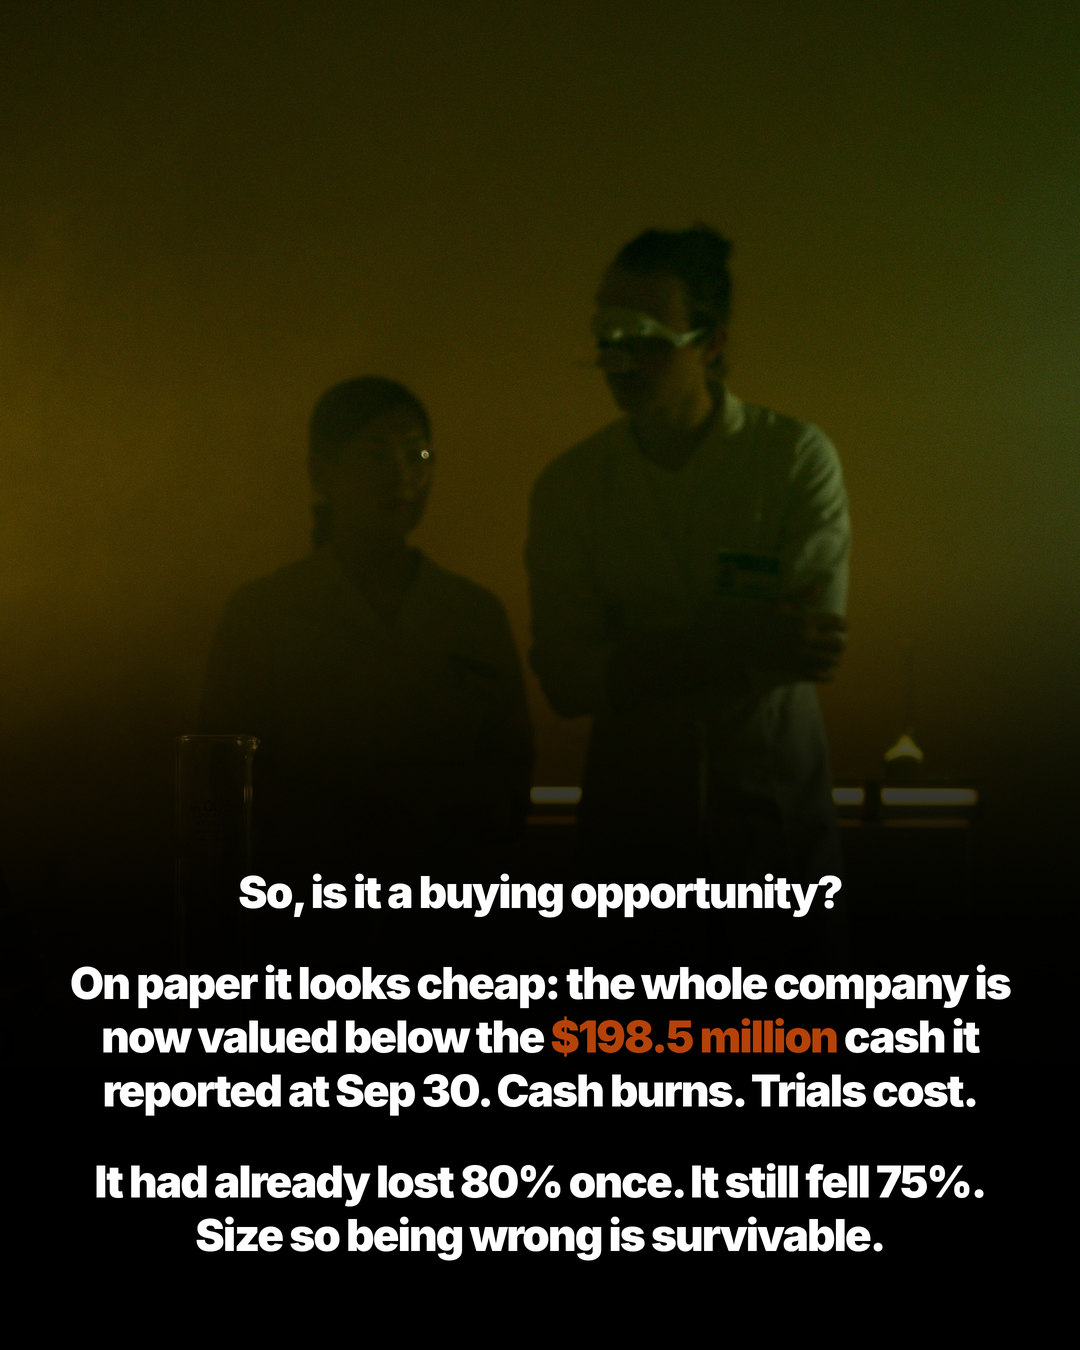 So, is it a buying opportunity?
On paper it looks cheap: the whole company is
now valued below the $198.5 million cash it
reported at Sep 30. Cash burns. Trials cost.
It had already lost 80% once. It still fell 75%.
Size so being wrong is survivable.